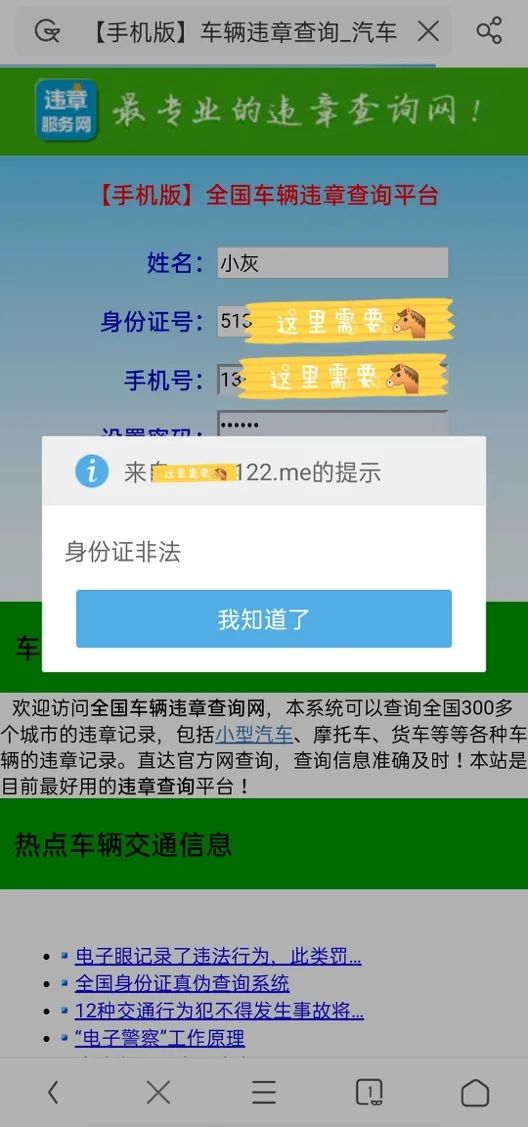 【手机版】车辆违章查询_汽车
违章
服务网
最专业的违章查询网！
【手机版】全国车辆违章查询平台
姓名：
小灰
身份证号：
513
这里需要
手机号：
13
这里需要
设置密码：
••••••
来自
这里需要
122.me的提示
身份证非法
我知道了
车
欢迎访问全国车辆违章查询网，本系统可以查询全国300多
个城市的违章记录，包括小型汽车、摩托车、货车等等各种车
辆的违章记录。直达官方网查询，查询信息准确及时！本站是
目前最好用的违章查询平台！
热点车辆交通信息
电子眼记录了违法行为，此类罚...
全国身份证真伪查询系统
12种交通行为犯不得发生事故将...
“电子警察”工作原理
1